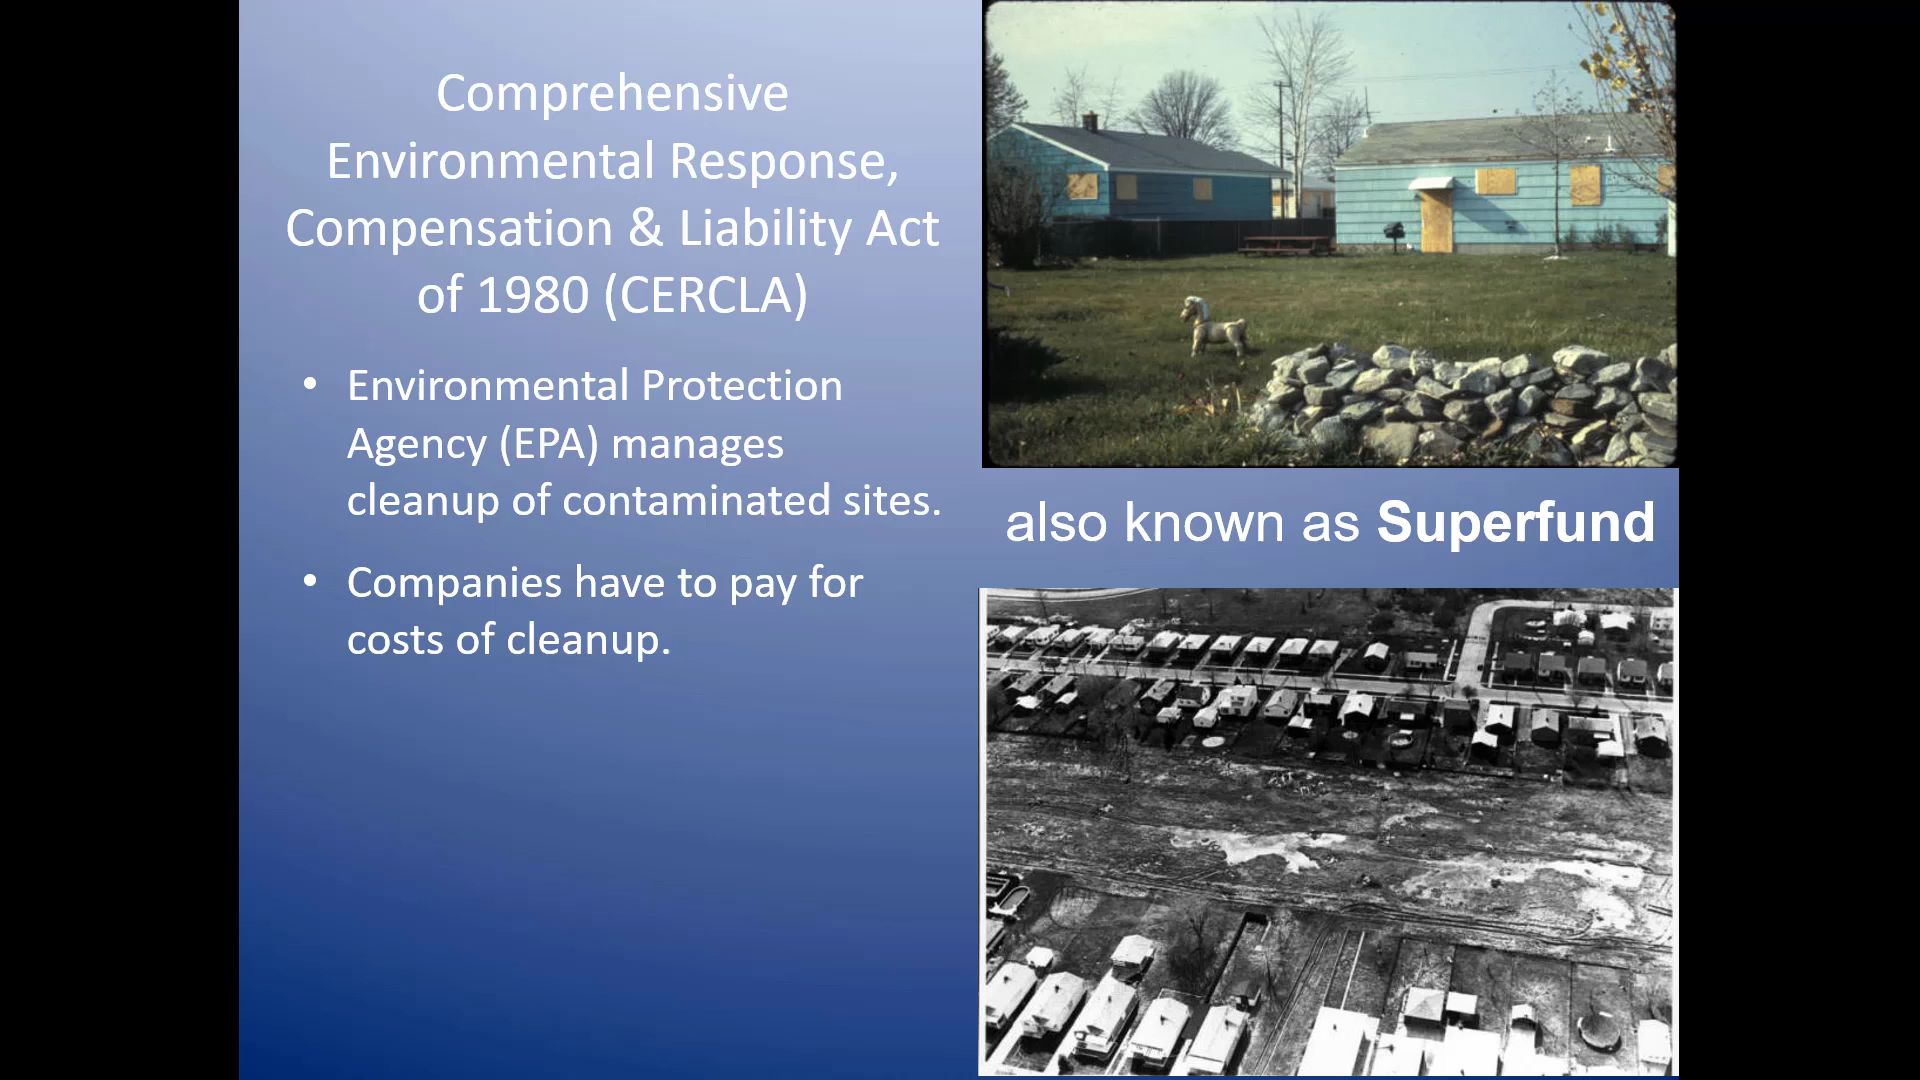 Comprehensive
Environmental Response,
Compensation & Liability Act
of 1980 (CERCLA)
• Environmental Protection
Agency (EPA) manages
cleanup of contaminated sites.
• Companies have to pay for
costs of cleanup.
also known as Superfund